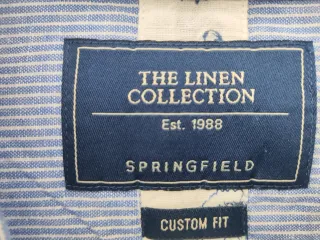 THE LINEN
COLLECTION
Est. 1988
SPRINGFIELD
CUSTOM FIT